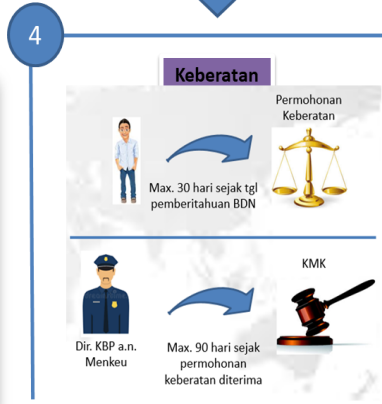 4
Keberatan
Permohonan
Keberatan
Max. 30 hari sejak tgl
pemberitahuan BDN
KMK
Dir. KBP a.n.
Menkeu
Max. 90 hari sejak
permohonan
keberatan diterima